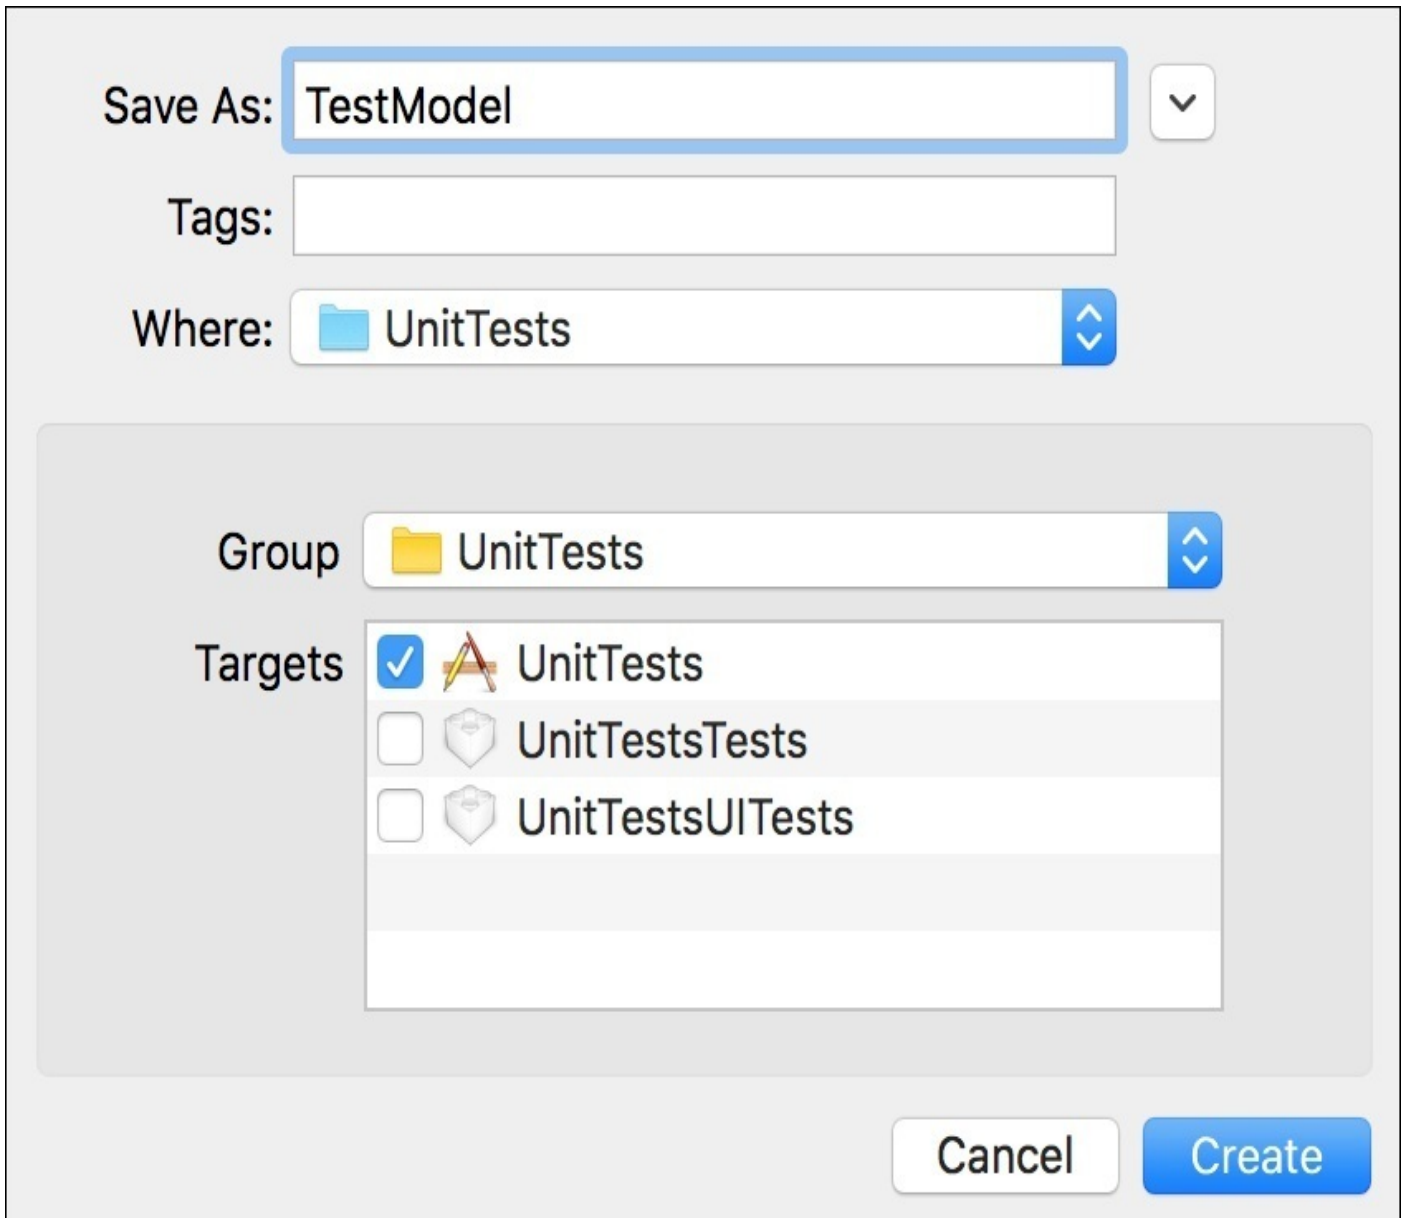 Save As: TestModel
Tags:
Where: UnitTests
Group UnitTests
Targets UnitTests
UnitTestsTests
UnitTestsUITests
Cancel Create